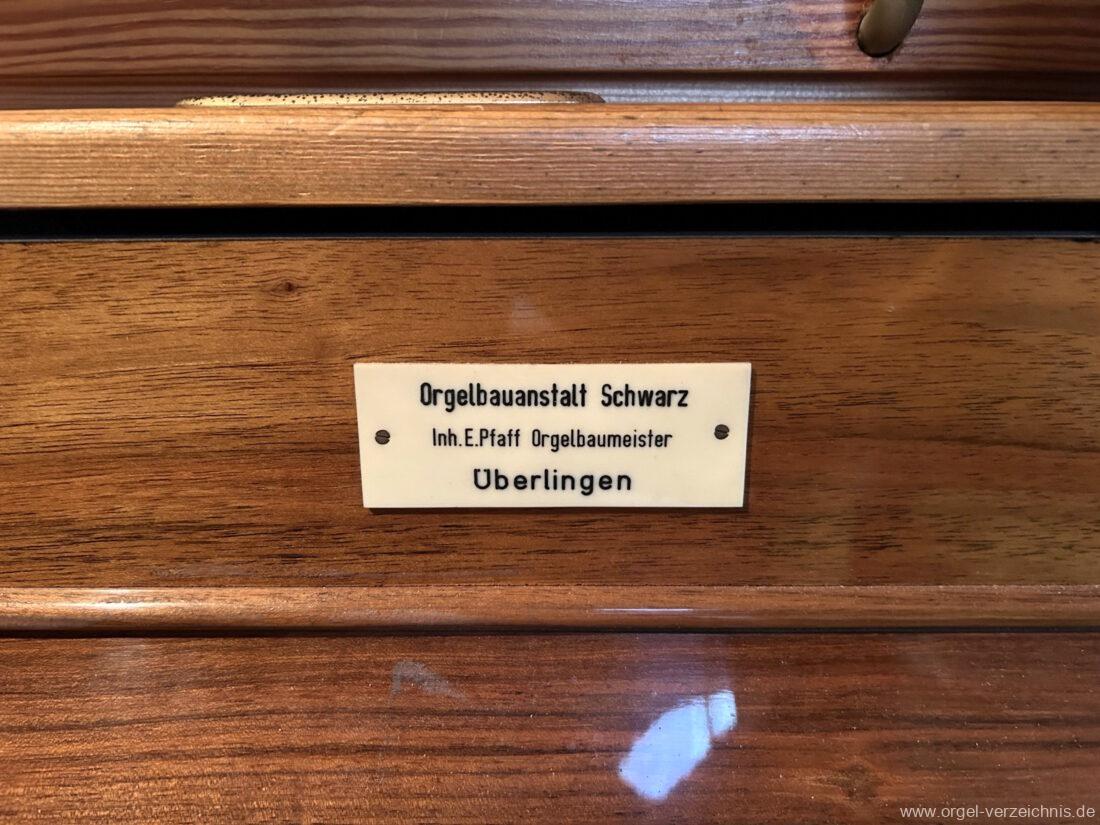 Orgelbauanstalt Schwarz
Inh.E.Pfaff Orgelbaumeister
Überlingen
www.orgel-verzeichnis.de